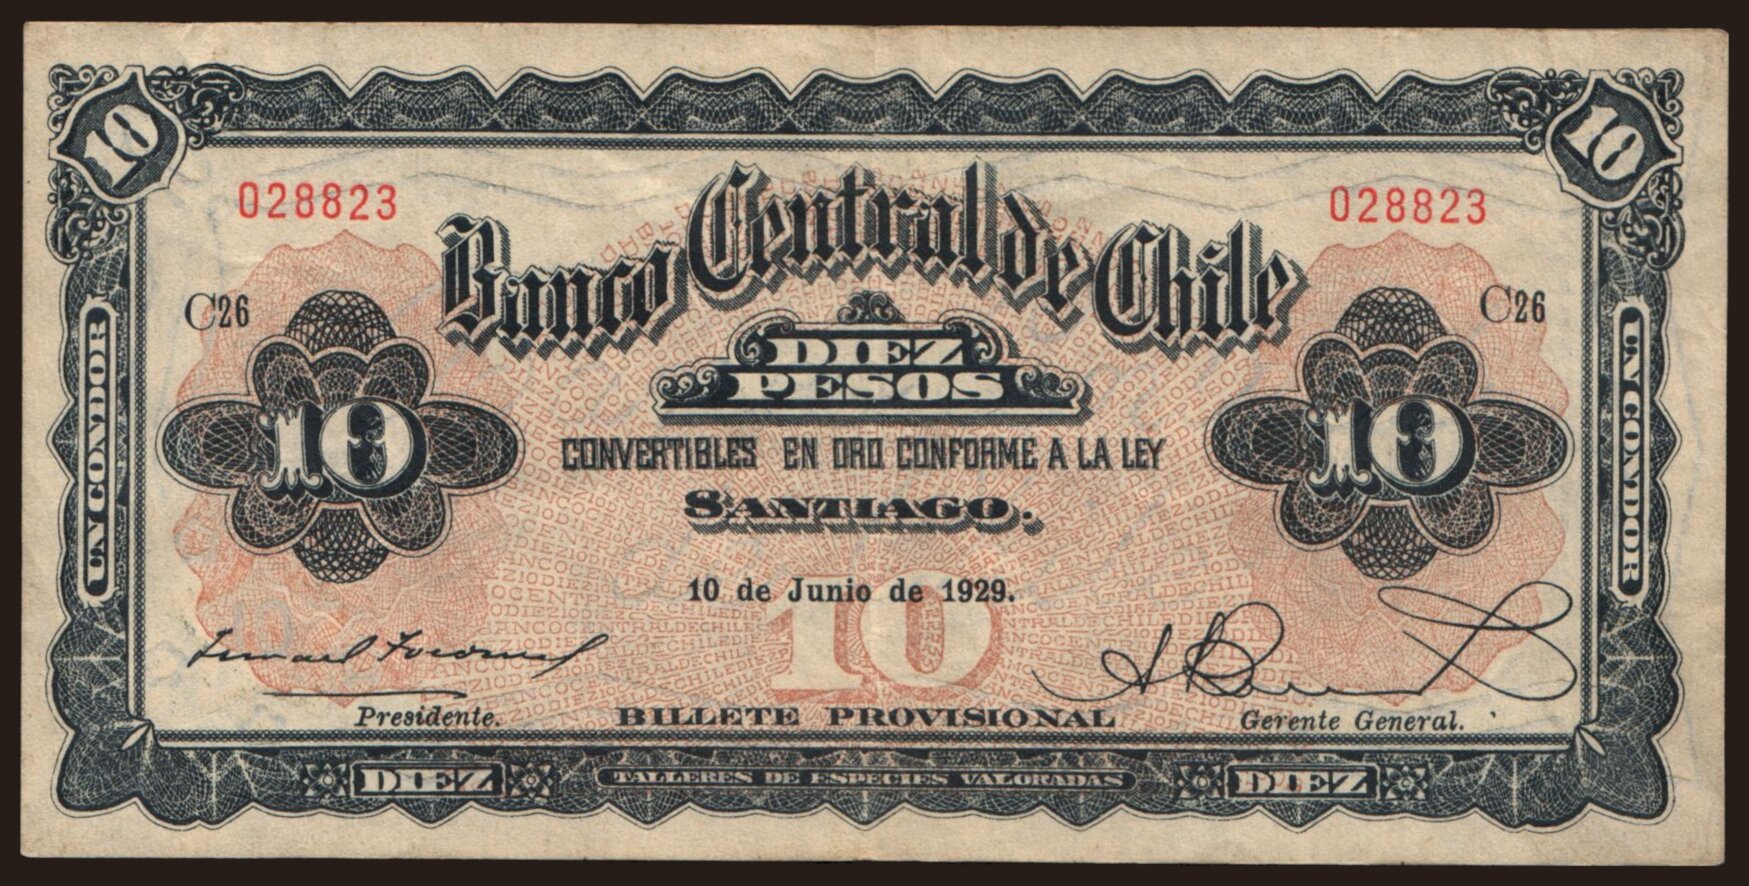 10 10
028823 028823
Banco Central de Chile
C26 C26
DIEZ
PESOS
10 10
UN CONDOR UN CONDOR
CONVERTIBLES EN ORO CONFORME A LA LEY
SANTIAGO.
10 de Junio de 1929.
10
Presidente. BILLETE PROVISIONAL Gerente General.
DIEZ TALLERES DE ESPECIES VALORADAS DIEZ